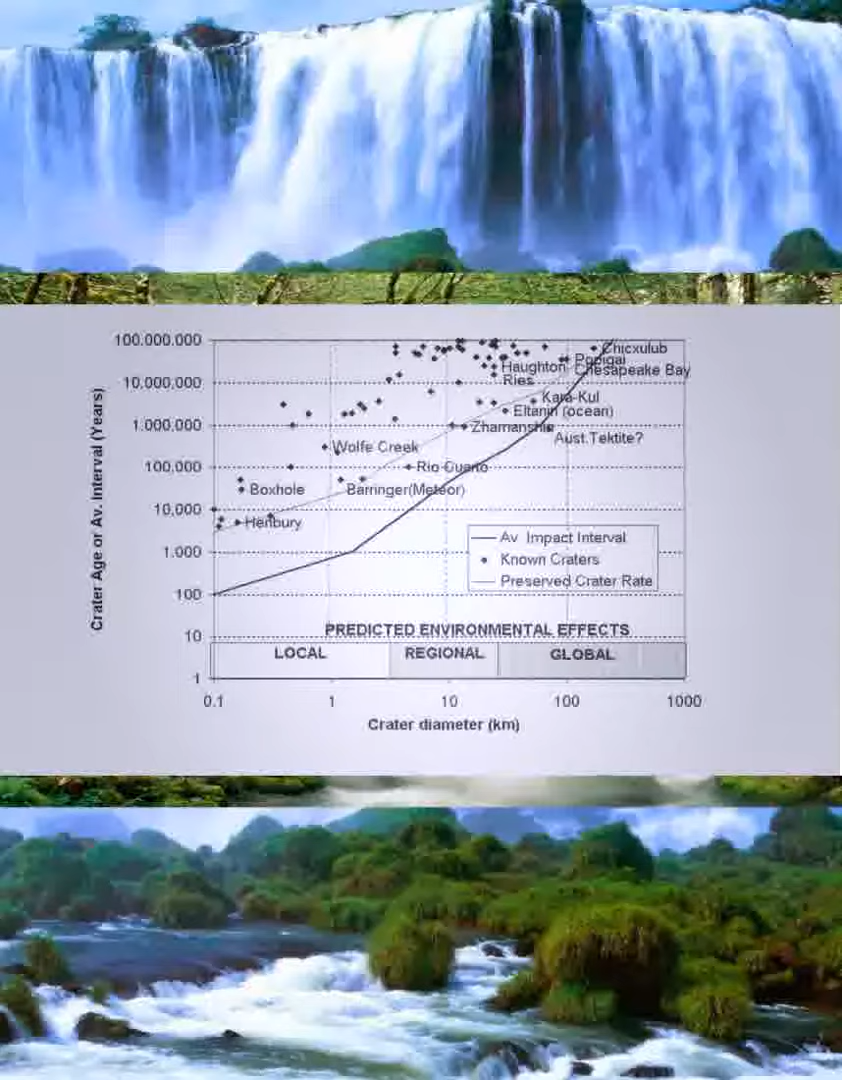 100.000.000
10,000.000
1.000.000
100.000
10,000
1.000
100
10
1
Crater Age or Av. Interval (Years)
Chicxulub
Popigai
Chesapeake Bay
Haughton
Ries
Kara-Kul
Eltanin (ocean)
Zhamanshin
Aust.Tektite?
Wolfe Creek
Rio Cuarto
Boxhole
Barringer(Meteor)
Henbury
Av Impact Interval
Known Craters
Preserved Crater Rate
PREDICTED ENVIRONMENTAL EFFECTS
LOCAL REGIONAL GLOBAL
0.1 1 10 100 1000
Crater diameter (km)